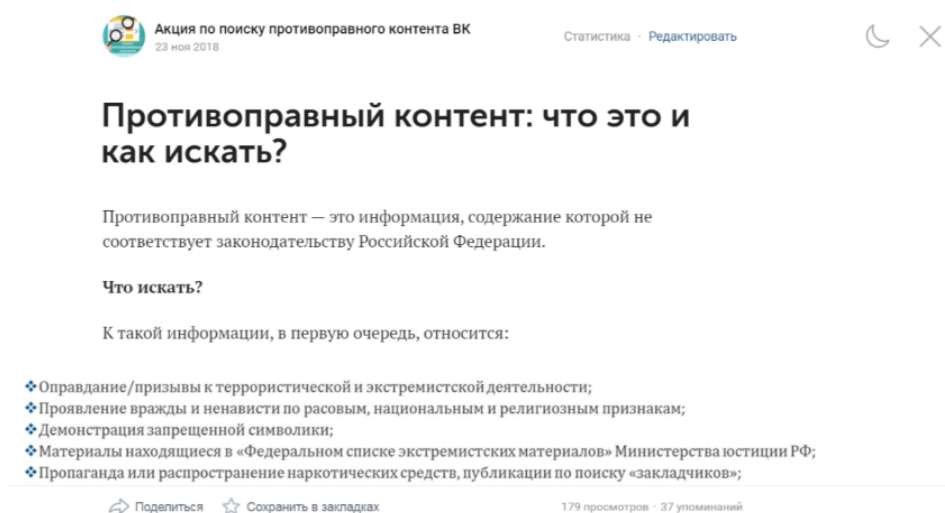 Акция по поиску противоправного контента ВК
23 ноя 2018
Статистика · Редактировать
Противоправный контент: что это и
как искать?
Противоправный контент — это информация, содержание которой не
соответствует законодательству Российской Федерации.
Что искать?
К такой информации, в первую очередь, относится:
❖Оправдание/призывы к террористической и экстремистской деятельности;
❖Проявление вражды и ненависти по расовым, национальным и религиозным признакам;
❖Демонстрация запрещенной символики;
❖Материалы находящиеся в «Федеральном списке экстремистских материалов» Министерства юстиции РФ;
❖Пропаганда или распространение наркотических средств, публикации по поиску «закладчиков»;
Поделиться Сохранить в закладках 179 просмотров · 37 упоминаний